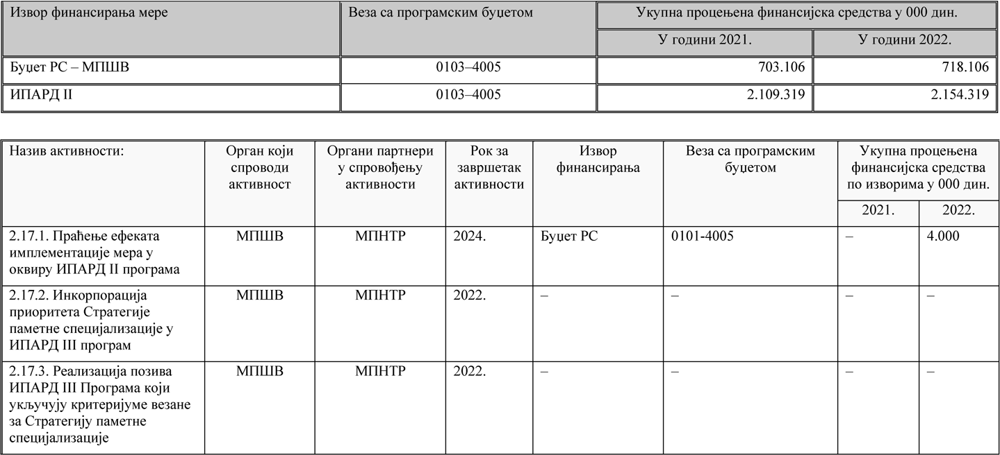 Извор финансирања мере
Веза са програмским буџетом
Укупна процењена финансијска средства у 000 дин.
У години 2021.
У години 2022.
Буџет РС – МПШВ
0103–4005
703.106
718.106
ИПАРД II
0103–4005
2.109.319
2.154.319
Назив активности:
Орган који
спроводи
активност
Органи партнери
у спровођењу
активности
Рок за
завршетак
активности
Извор
финансирања
Веза са програмским
буџетом
Укупна процењена
финансијска средства
по изворима у 000 дин.
2021.
2022.
2.17.1. Праћење ефеката
имплементације мера у
оквиру ИПАРД II програма
МПШВ
МПНТР
2024.
Буџет РС
0101-4005
–
4.000
2.17.2. Инкорпорација
приоритета Стратегије
паметне специјализације у
ИПАРД III програм
МПШВ
МПНТР
2022.
–
–
–
–
2.17.3. Реализација позива
ИПАРД III Програма који
укључују критеријуме везане
за Стратегију паметне
специјализације
МПШВ
МПНТР
2022.
–
–
–
–